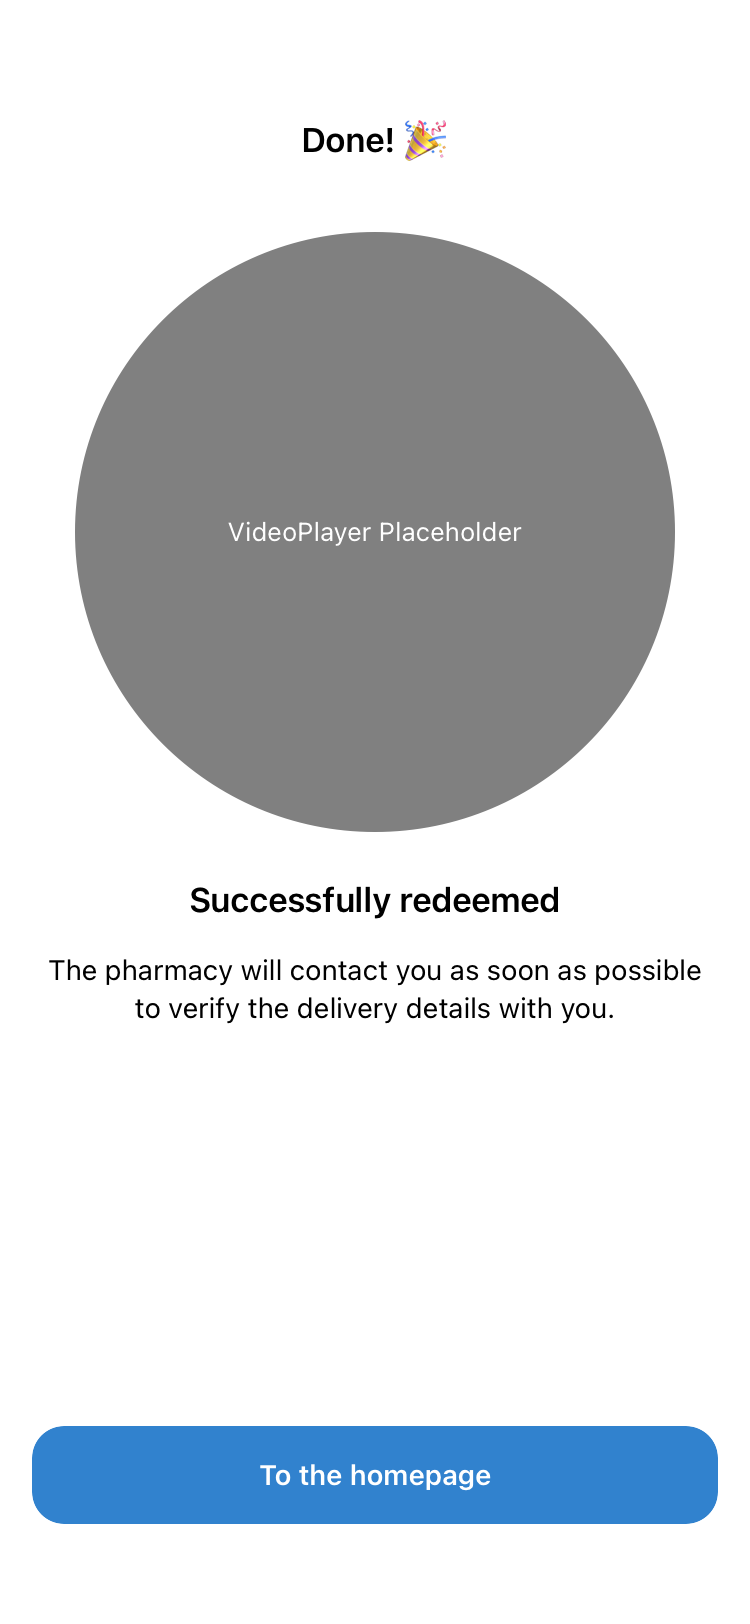 Done! 🎉
VideoPlayer Placeholder
Successfully redeemed
The pharmacy will contact you as soon as possible
to verify the delivery details with you.
To the homepage